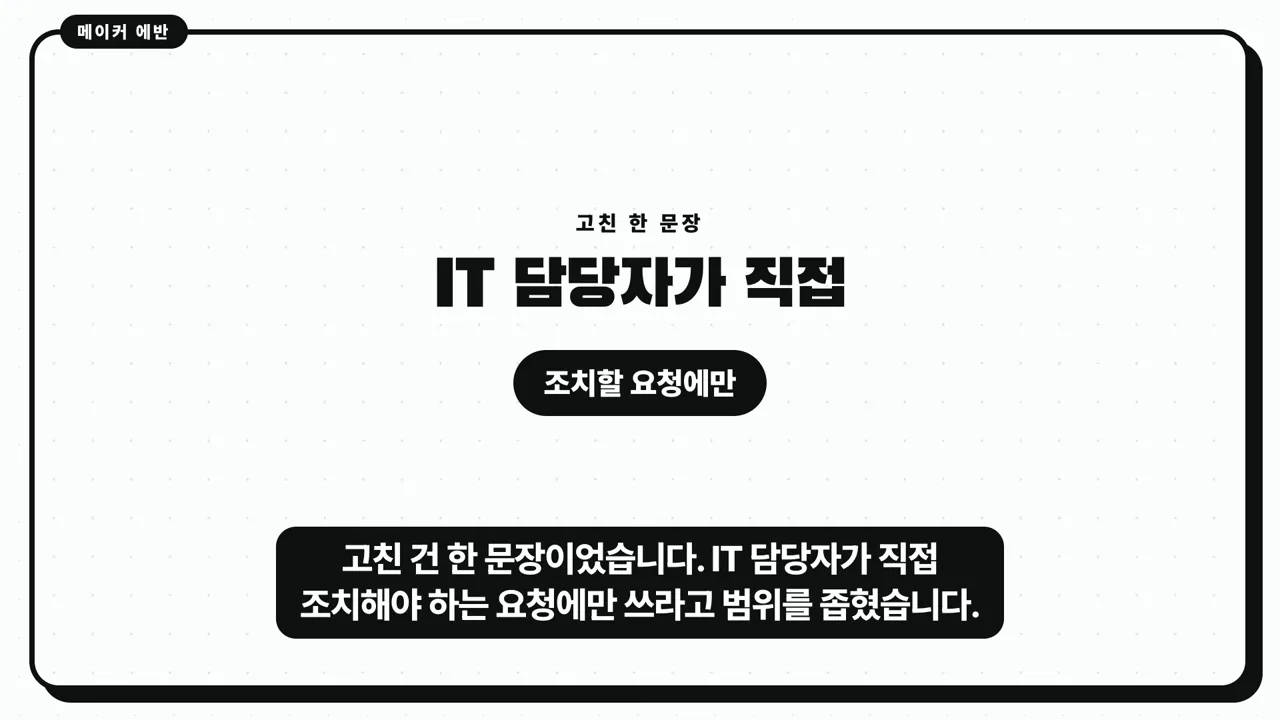 메이커 에반
고친 한 문장
IT 담당자가 직접
조치할 요청에만
고친 건 한 문장이었습니다. IT 담당자가 직접
조치해야 하는 요청에만 쓰라고 범위를 좁혔습니다.